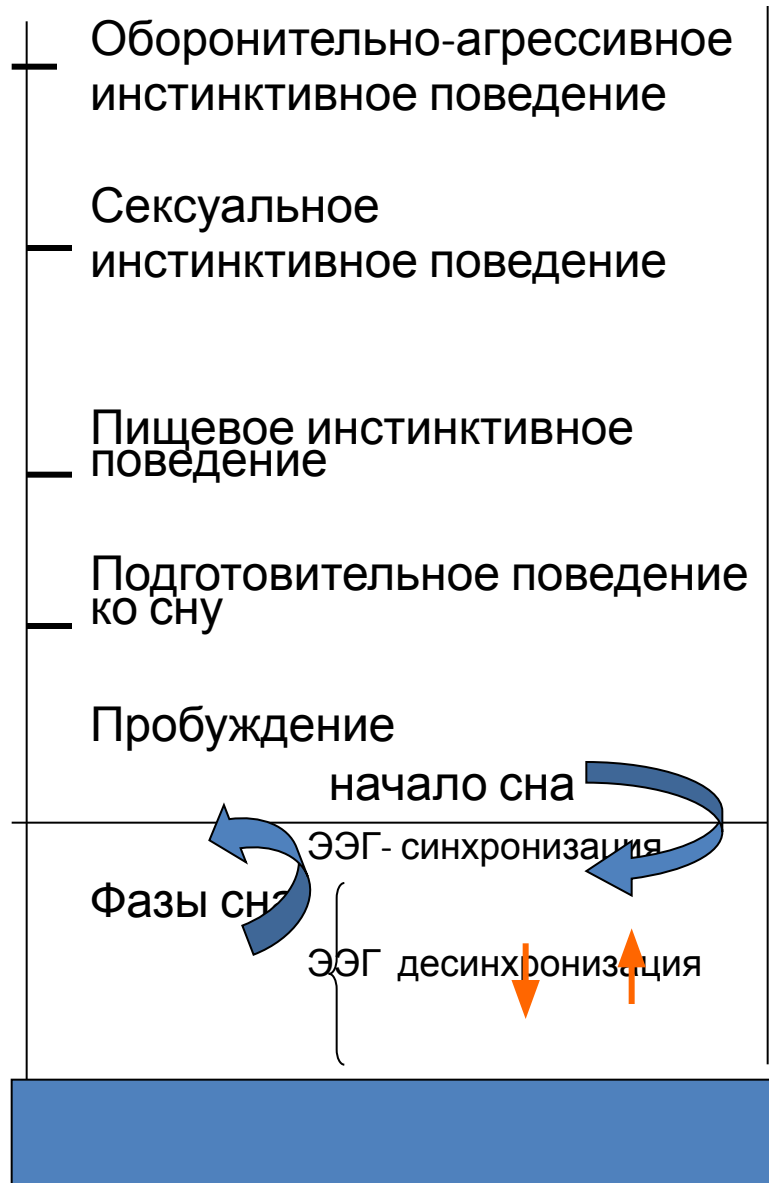 Оборонительно-агрессивное
инстинктивное поведение
Сексуальное
инстинктивное поведение
Пищевое инстинктивное
поведение
Подготовительное поведение
ко сну
Пробуждение
начало сна
ЭЭГ- синхронизация
Фазы сна
ЭЭГ десинхронизация